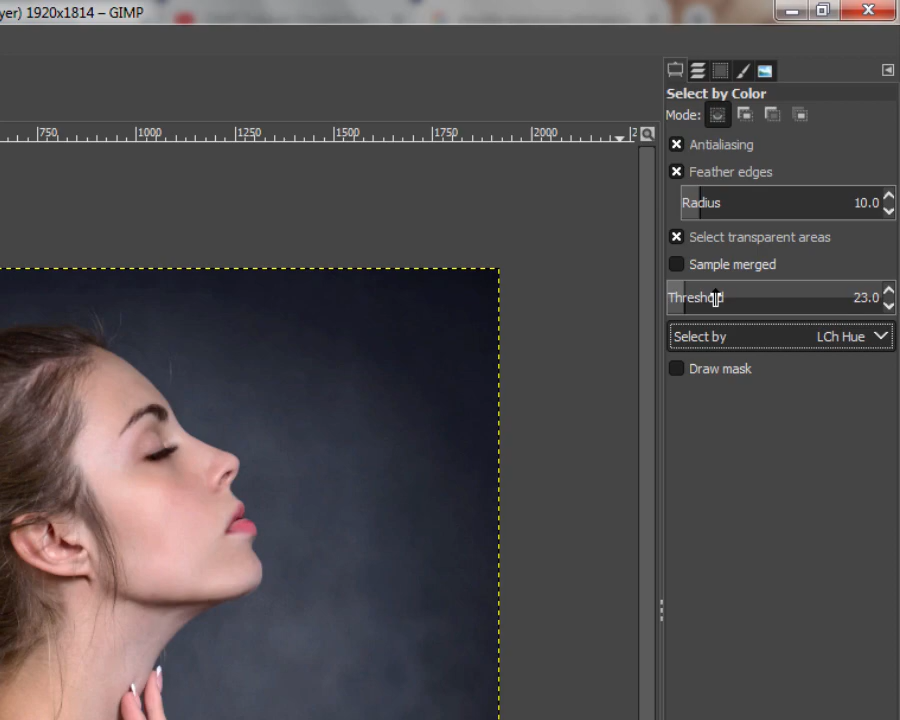 yer) 1920x1814 – GIMP
Select by Color
Mode:
750 1000 1250 1500 1750 2000 2
Antialiasing
Feather edges
Radius 10.0
Select transparent areas
Sample merged
Threshold 23.0
Select by LCh Hue
Draw mask